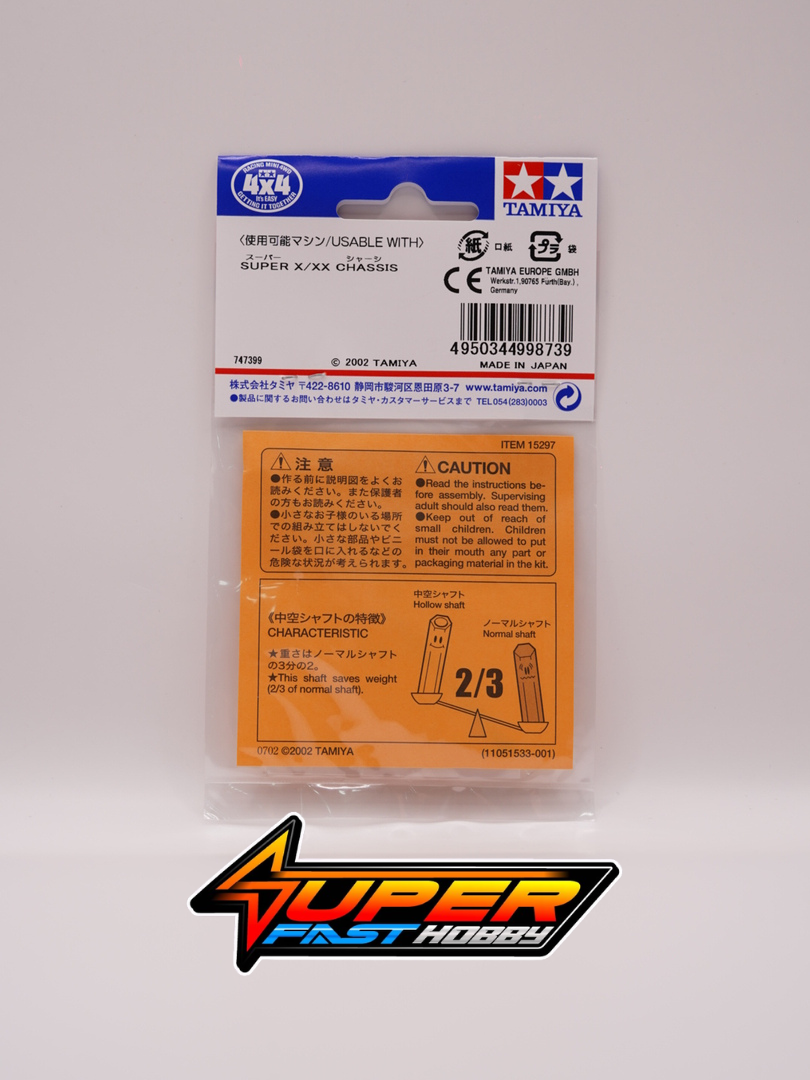 RACING MINI 4WD
4x4
It's EASY
GETTING IT TOGETHER
TAMIYA
〈使用可能マシン/USABLE WITH〉
スーパー シャーシ
SUPER X/XX CHASSIS
紙 口紙
プラ 袋
CE TAMIYA EUROPE GMBH
Werkstr.1,90765 Furth(Bay.),
Germany
4950344998739
747399
© 2002 TAMIYA
MADE IN JAPAN
株式会社タミヤ 〒422-8610 静岡市駿河区恩田原3-7 www.tamiya.com
●製品に関するお問い合わせはタミヤ・カスタマーサービスまで TEL054(283)0003
ITEM 15297
注意
●作る前に説明図をよくお
読みください。また保護者
の方もお読みください。
●小さなお子様のいる場所
での組み立てはしないでく
ださい。小さな部品やビニ
ール袋を口に入れるなどの
危険な状況が考えられます。
CAUTION
●Read the instructions be-
fore assembly. Supervising
adult should also read them.
●Keep out of reach of
small children. Children
must not be allowed to put
in their mouth any part or
packaging material in the kit.
《中空シャフトの特徴》
CHARACTERISTIC
★重さはノーマルシャフト
の3分の2。
★This shaft saves weight
(2/3 of normal shaft).
中空シャフト
Hollow shaft
ノーマルシャフト
Normal shaft
2/3
0702 ©2002 TAMIYA
(11051533-001)
SUPER
FAST HOBBY